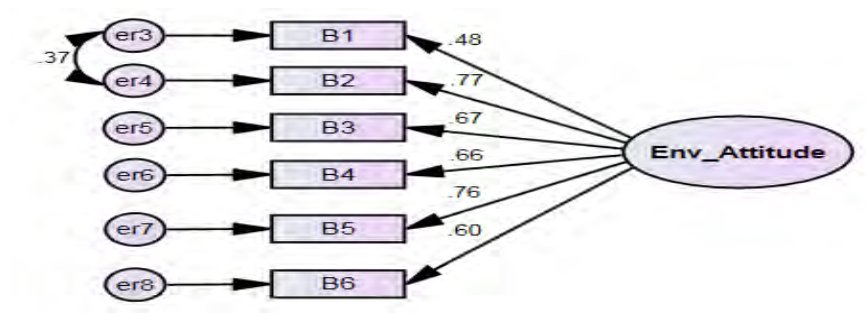 er3 B1 .48
.37
er4 B2 .77
er5 B3 .67
Env_Attitude
er6 B4 .66
er7 B5 .76
er8 B6 .60